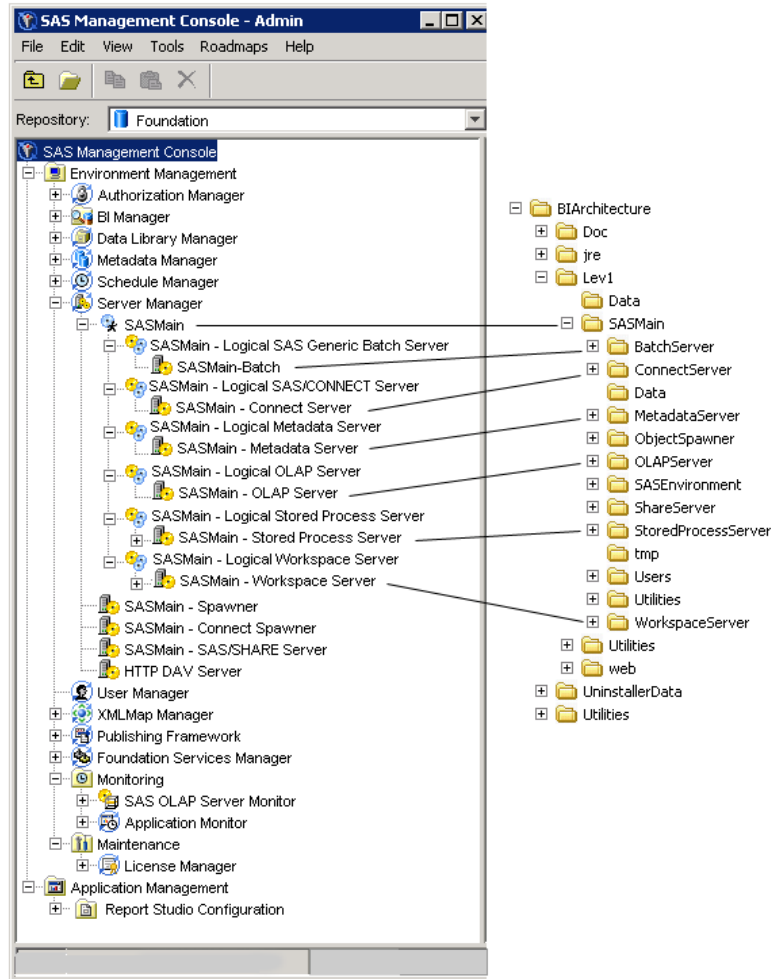 SAS Management Console - Admin
File Edit View Tools Roadmaps Help
Repository: Foundation
SAS Management Console
Environment Management
Authorization Manager
BI Manager
Data Library Manager
Metadata Manager
Schedule Manager
Server Manager
SASMain
SASMain - Logical SAS Generic Batch Server
SASMain-Batch
SASMain - Logical SAS/CONNECT Server
SASMain - Connect Server
SASMain - Logical Metadata Server
SASMain - Metadata Server
SASMain - Logical OLAP Server
SASMain - OLAP Server
SASMain - Logical Stored Process Server
SASMain - Stored Process Server
SASMain - Logical Workspace Server
SASMain - Workspace Server
SASMain - Spawner
SASMain - Connect Spawner
SASMain - SAS/SHARE Server
HTTP DAV Server
User Manager
XMLMap Manager
Publishing Framework
Foundation Services Manager
Monitoring
SAS OLAP Server Monitor
Application Monitor
Maintenance
License Manager
Application Management
Report Studio Configuration
BIArchitecture
Doc
jre
Lev1
Data
SASMain
BatchServer
ConnectServer
Data
MetadataServer
ObjectSpawner
OLAPServer
SASEnvironment
ShareServer
StoredProcessServer
tmp
Users
Utilities
WorkspaceServer
Utilities
web
UninstallerData
Utilities